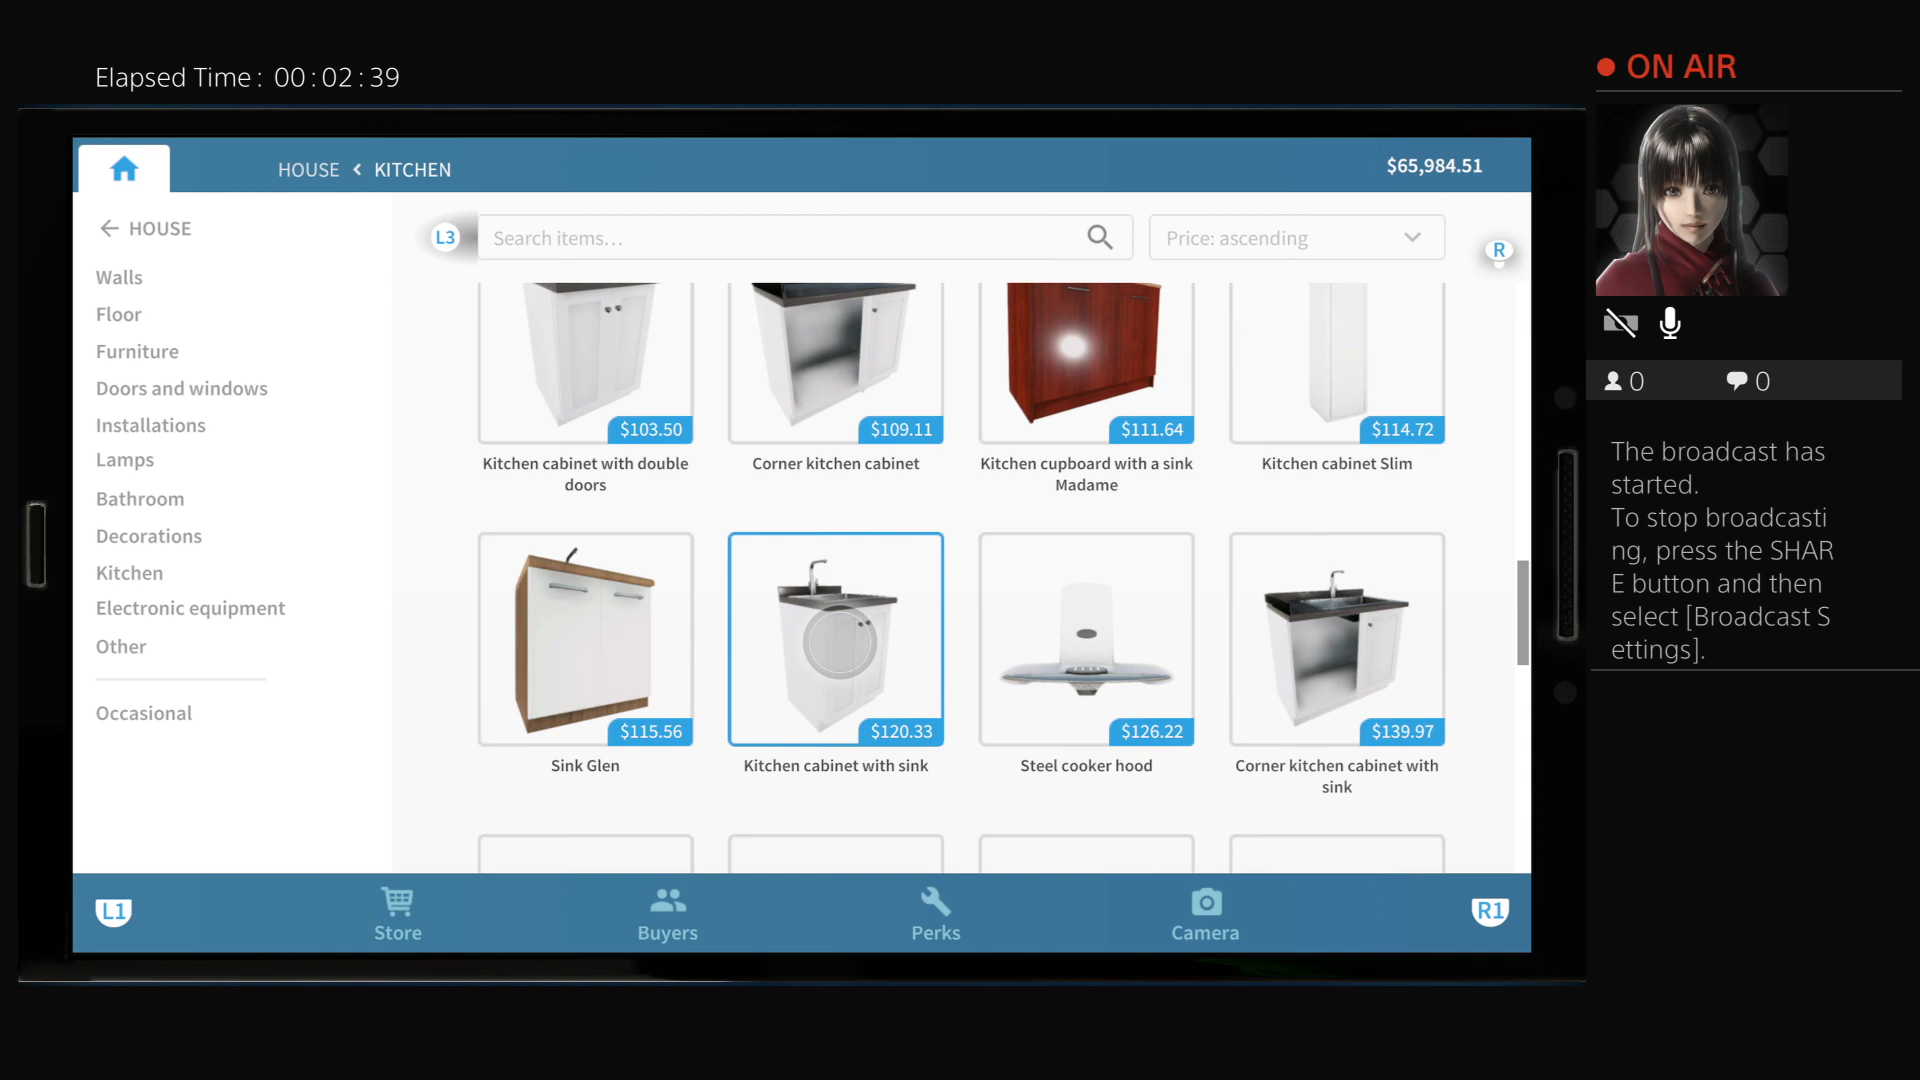 Elapsed Time: 00:02:39
ON AIR
HOUSE < KITCHEN
$65,984.51
HOUSE
L3
Search items...
Price: ascending
R
Walls
Floor
Furniture
Doors and windows
Installations
Lamps
Bathroom
Decorations
Kitchen
Electronic equipment
Other
Occasional
$103.50
$109.11
$111.64
$114.72
Kitchen cabinet with double
doors
Corner kitchen cabinet
Kitchen cupboard with a sink
Madame
Kitchen cabinet Slim
$115.56
$120.33
$126.22
$139.97
Sink Glen
Kitchen cabinet with sink
Steel cooker hood
Corner kitchen cabinet with
sink
L1
Store
Buyers
Perks
Camera
R1
0
0
The broadcast has
started.
To stop broadcasti
ng, press the SHAR
E button and then
select [Broadcast S
ettings].